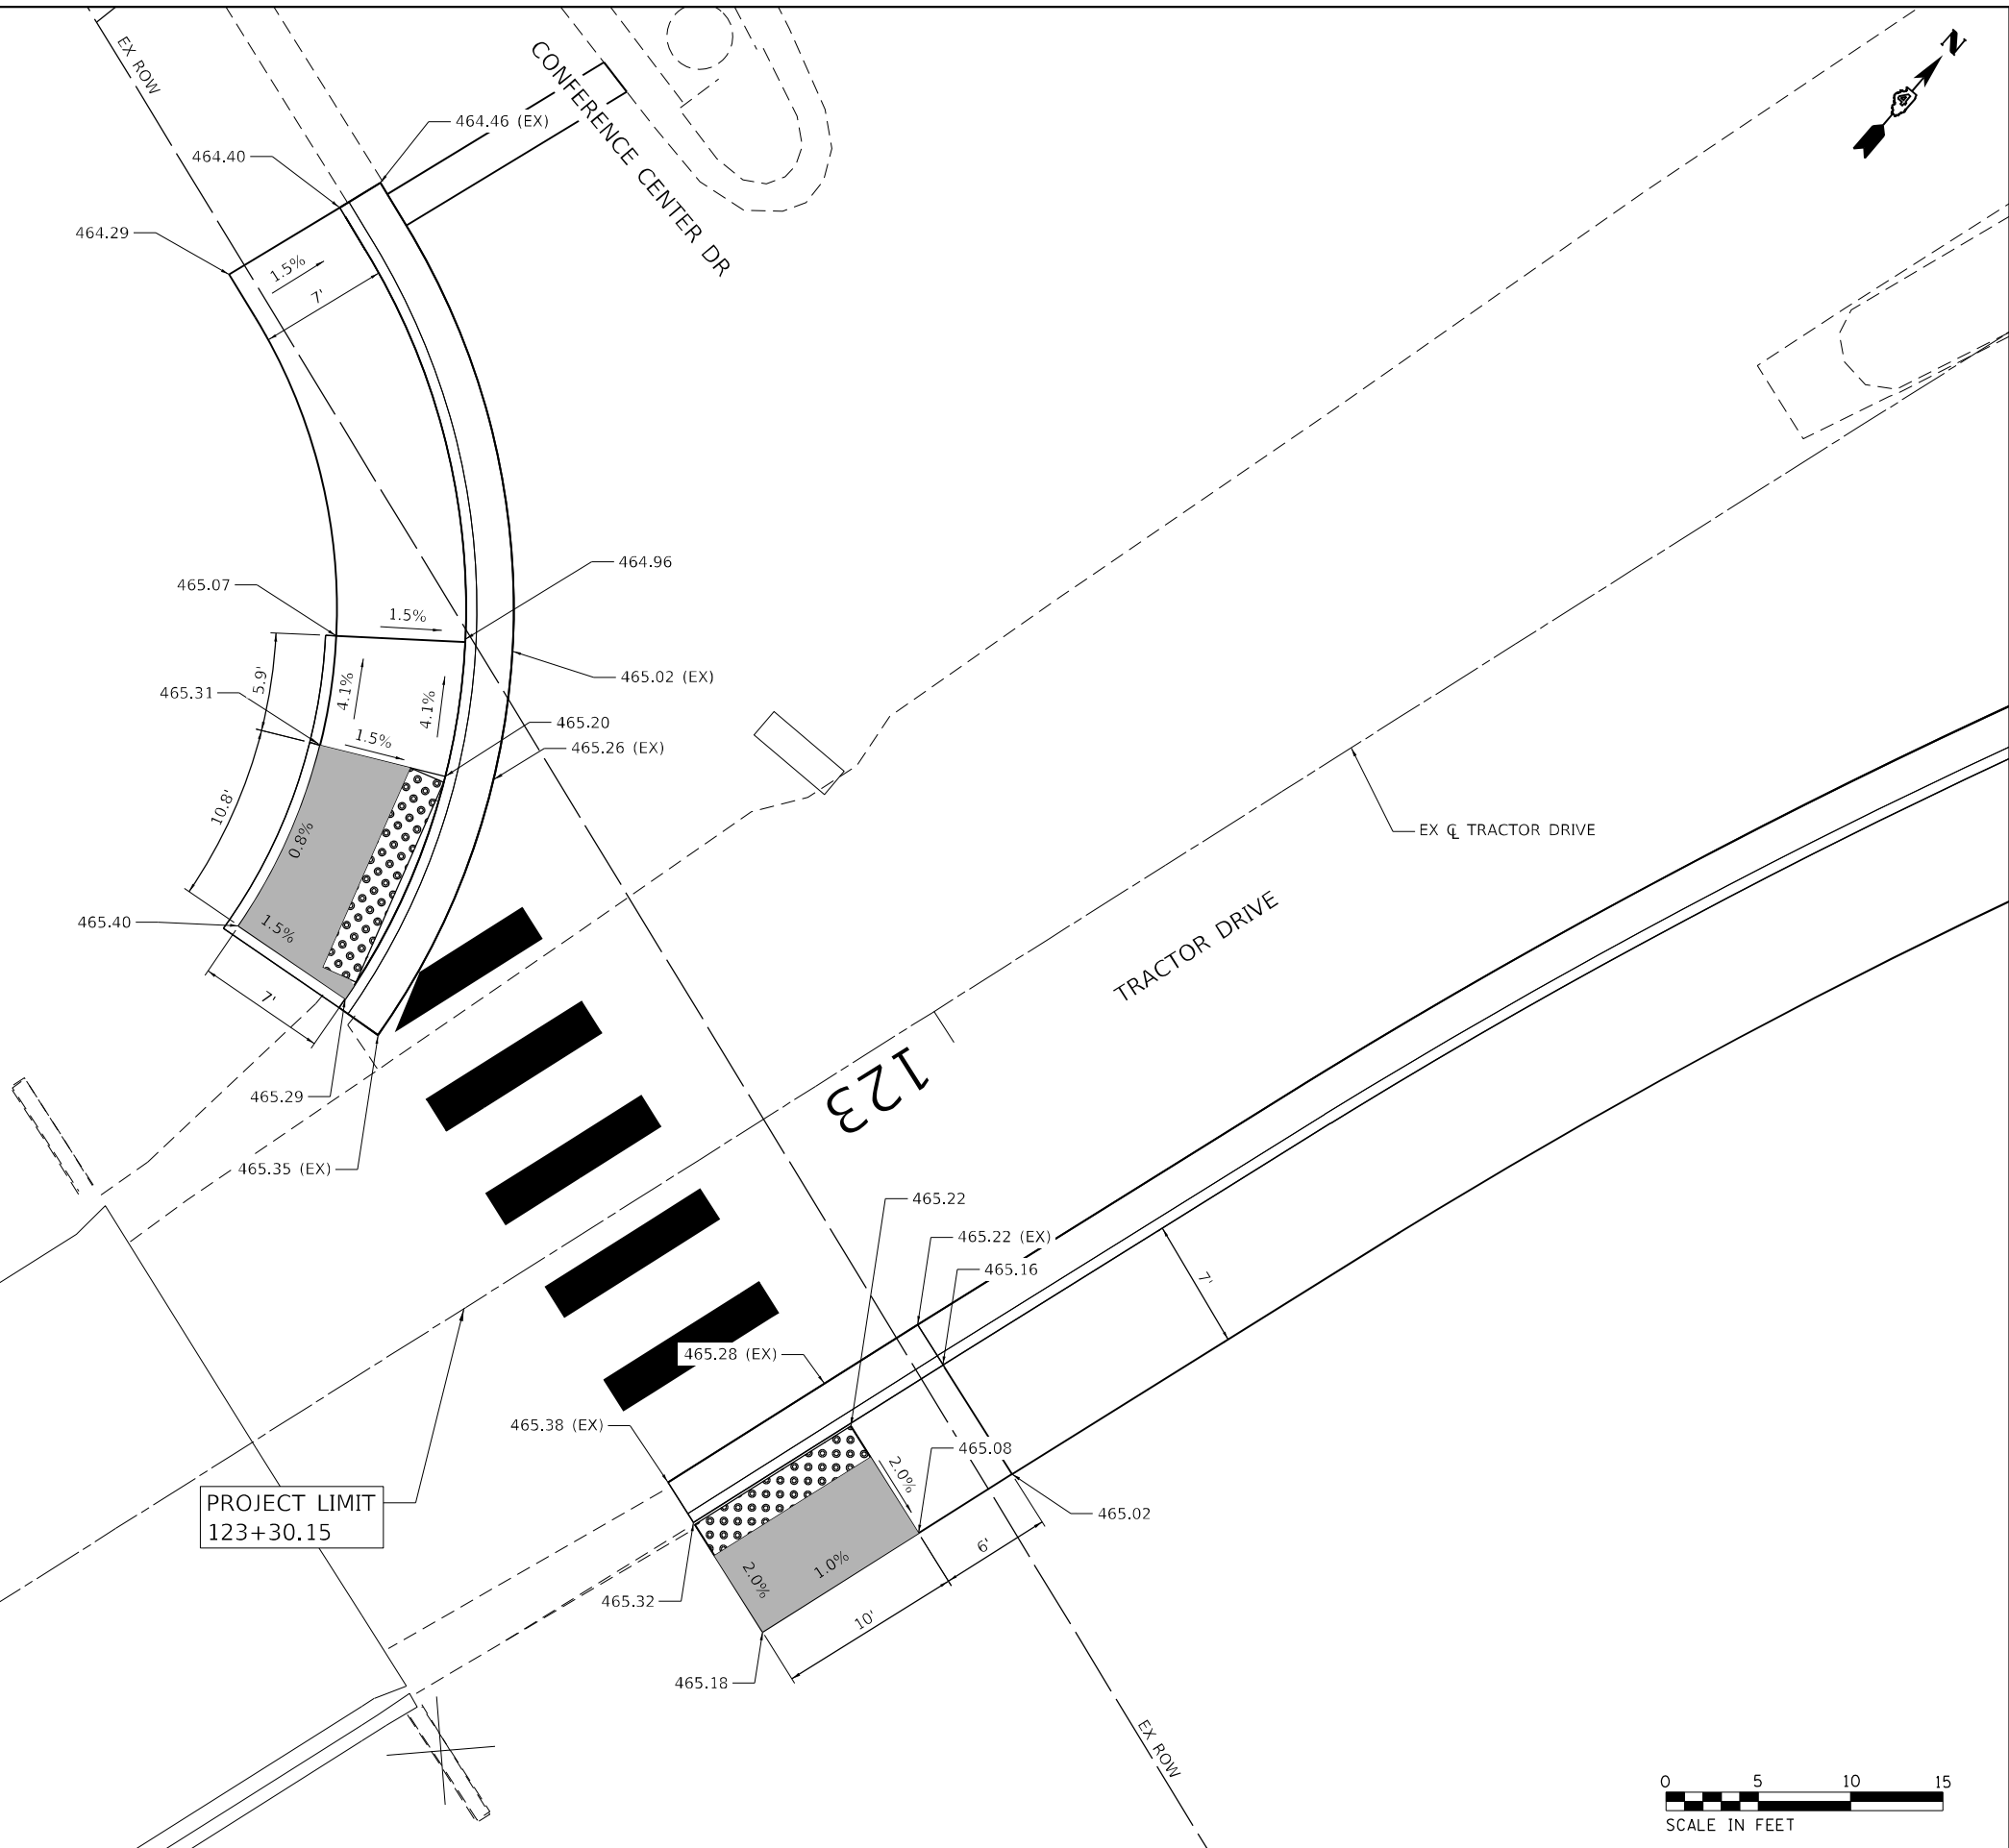 EX ROW
CONFERENCE CENTER DR
N
464.46 (EX)
464.40
464.29
1.5%
7'
464.96
465.07
1.5%
465.02 (EX)
5.9'
4.1%
4.1%
465.31
465.20
1.5%
465.26 (EX)
10.8'
0.8%
EX ℄ TRACTOR DRIVE
465.40
1.5%
TRACTOR DRIVE
7'
123
465.29
465.35 (EX)
465.22
465.22 (EX)
465.16
7'
465.28 (EX)
465.38 (EX)
465.08
2.0%
PROJECT LIMIT
123+30.15
465.02
6'
2.0%
1.0%
465.32
10'
465.18
EX ROW
0 5 10 15
SCALE IN FEET